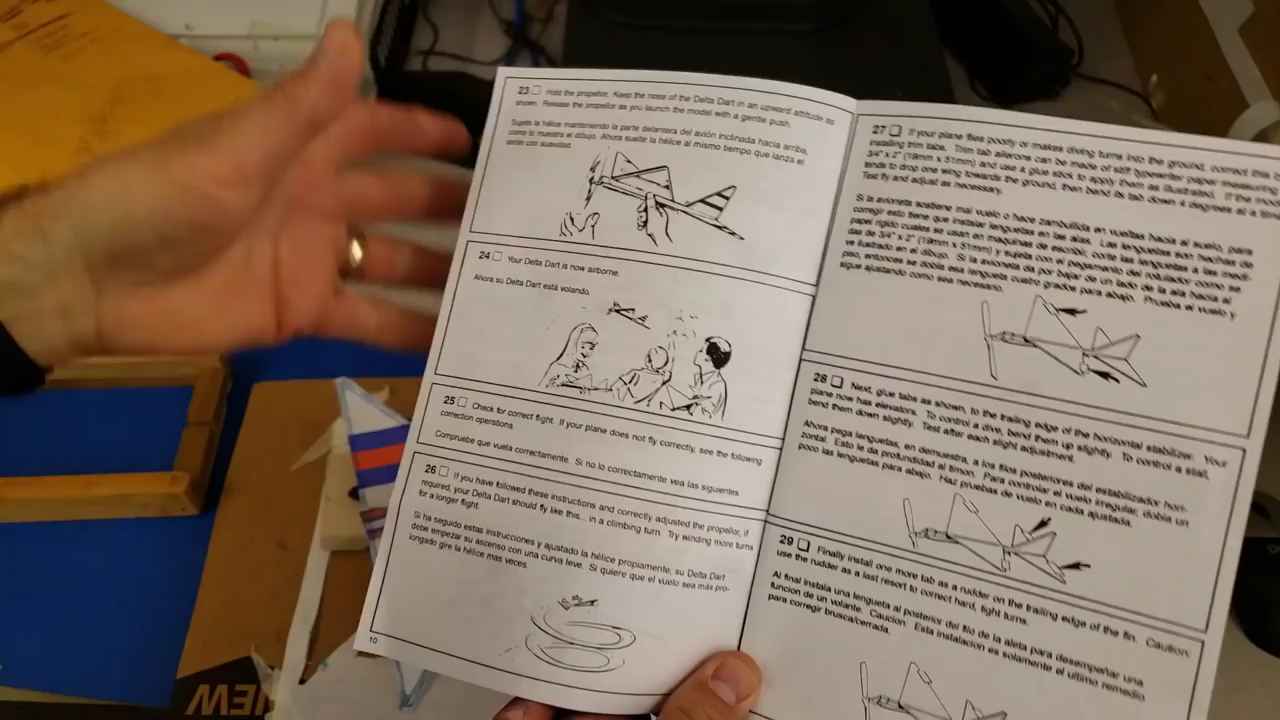 23 Hold the propeller. Keep the nose of the Delta Dart in an upward attitude as
shown. Release the propeller as you launch the model with a gentle push.
Sujete la hélice manteniendo la parte delantera del avión inclinada hacia arriba,
como lo muestra el dibujo. Ahora suelte la hélice al mismo tiempo que lanza el
avión con suavidad.
24 Your Delta Dart is now airborne.
Ahora su Delta Dart está volando.
25 Check for correct flight. If your plane does not fly correctly, see the following
correction operations.
Compruebe que vuela correctamente. Si no lo correctamente vea las siguientes
26 If you have followed these instructions and correctly adjusted the propellor, if
required, your Delta Dart should fly like this... in a climbing turn. Try winding more turns
for a longer flight.
Si ha seguido estas instrucciones y ajustado la hélice propiamente, su Delta Dart
debe empezar su ascenso con una curva leve. Si quiere que el vuelo sea más pro-
longado gire la hélice mas veces.
10
27 If your plane flies poorly or makes diving turns into the ground, correct this
installing trim tabs. Trim tab ailerons can be made of stiff typewriter paper measuring
3/4" x 2" (19mm x 51mm) and use a glue stick to apply them as illustrated. If the
tends to drop one wing towards the ground, then bend its tab down 4 degrees at a
Test fly and adjust as necessary.
Si la avioneta sostiene mal vuelo o hace zambullida en vueltas hacia al suelo, para
corregir esto tiene que instalar lenguetas en las alas. Las lenguetas son hechas de
papel rigido cuales se usan en maquinas de escribir; corte las lenguetas a las medi-
das de 3/4" x 2" (19mm x 51mm) y sujeta con el pegamento del rotulador como se
ve ilustrado en el dibujo. Si la avioneta da por bajar de un lado de la ala hacia al
piso, entonces se dobla esa lengueta cuatro grados para abajo. Prueba el vuelo y
sigue ajustando como sea necesario.
28 Next, glue tabs as shown, to the trailing edge of the horizontal stabilizer. Your
plane now has elevators. To control a dive, bend them up slightly. To control a stall,
bend them down slightly. Test after each slight adjustment.
Ahora pega lenguetas, en demuestra, a los filos posteriores del estabilizador hori-
zontal. Esto le da profundidad al timon. Para controlar el vuelo irregular, dobla un
poco las lenguetas para abajo. Haz pruebas de vuelo en cada ajustada.
29 Finally install one more tab as a rudder on the trailing edge of the fin. Caution:
use the rudder as a last resort to correct hard, tight turns.
Al final instala una lengueta al posterior del filo de la aleta para desempeñar una
funcion de un volante. Caucion: Esta instalacion es solamente el ultimo remedio
para corregir brusca/cerrada.
NEW